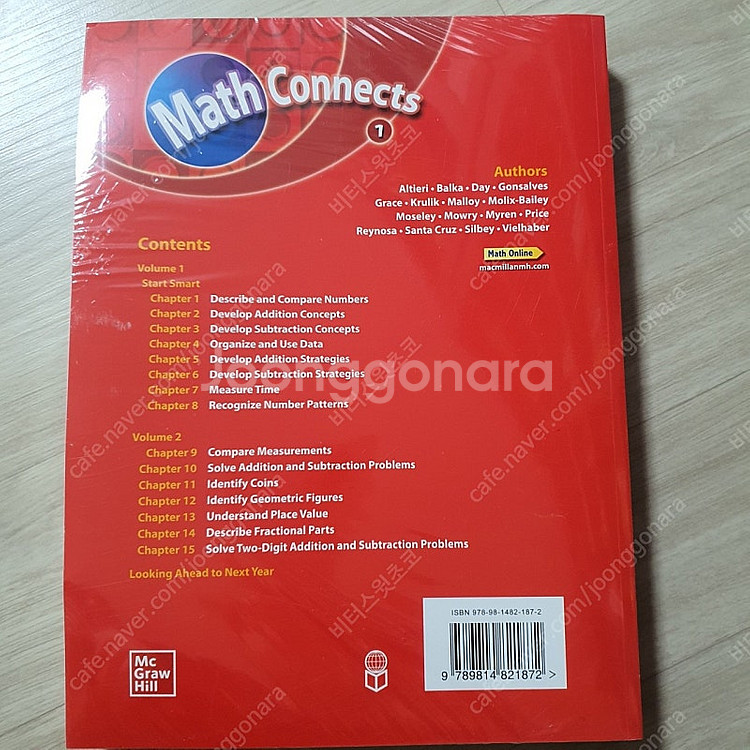 Math Connects
1
Authors
Altieri • Balka • Day • Gonsalves
Grace • Krulik • Malloy • Molix-Bailey
Moseley • Mowry • Myren • Price
Reynosa • Santa Cruz • Silbey • Vielhaber
Math Online
macmillanmh.com
Contents
Volume 1
Start Smart
Chapter 1 Describe and Compare Numbers
Chapter 2 Develop Addition Concepts
Chapter 3 Develop Subtraction Concepts
Chapter 4 Organize and Use Data
Chapter 5 Develop Addition Strategies
Chapter 6 Develop Subtraction Strategies
Chapter 7 Measure Time
Chapter 8 Recognize Number Patterns
joonggonara
Volume 2
Chapter 9 Compare Measurements
Chapter 10 Solve Addition and Subtraction Problems
Chapter 11 Identify Coins
Chapter 12 Identify Geometric Figures
Chapter 13 Understand Place Value
Chapter 14 Describe Fractional Parts
Chapter 15 Solve Two-Digit Addition and Subtraction Problems
Looking Ahead to Next Year
ISBN 978-98-1482-187-2
9 789814 821872 >
Mc
Graw
Hill
cafe.naver.com/joonggonara
비터스윗쵸코